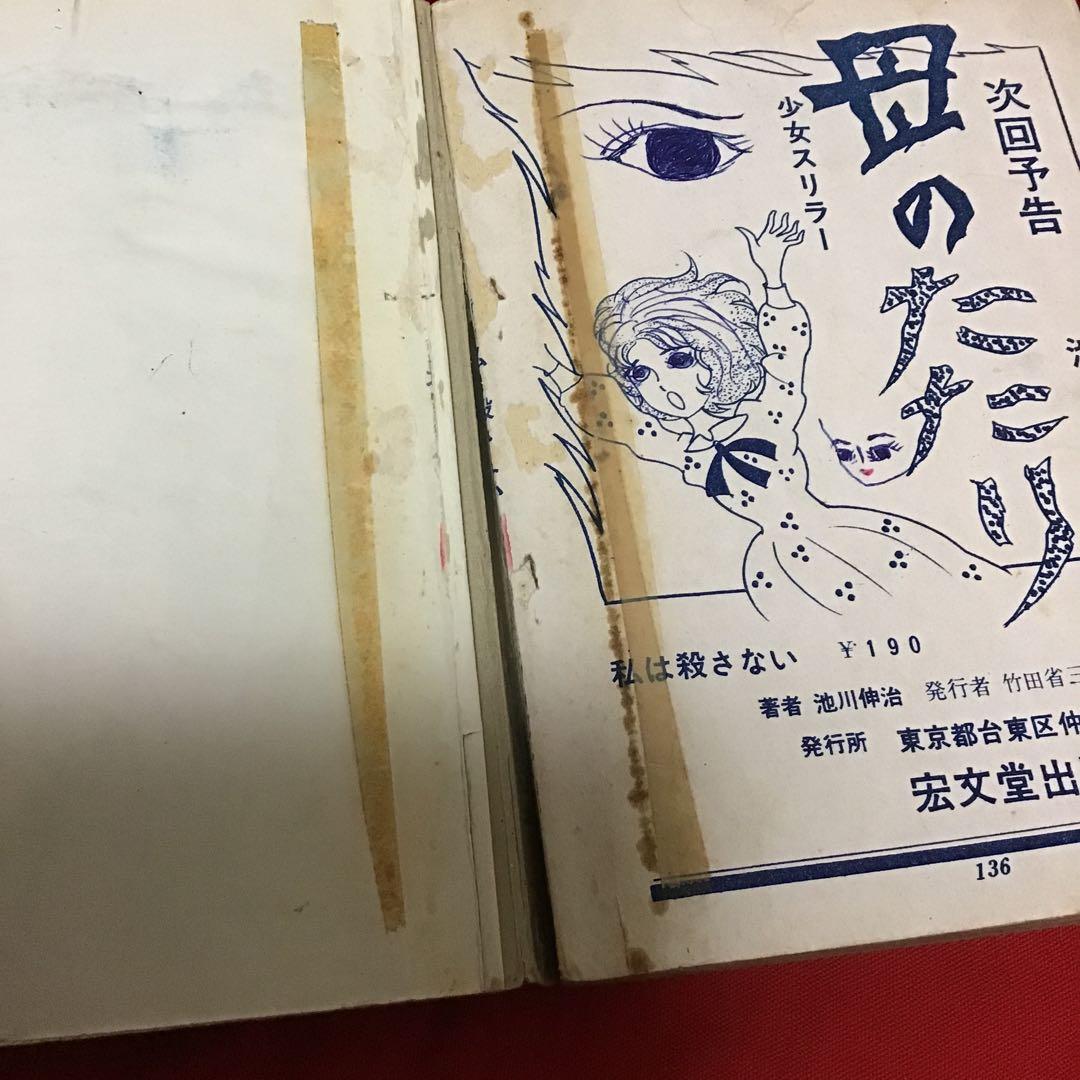 次回予告
母のたたり
少女スリラー
私は殺さない ¥190
著者 池川伸治 発行者 竹田省三
発行所 東京都台東区仲
宏文堂出
136